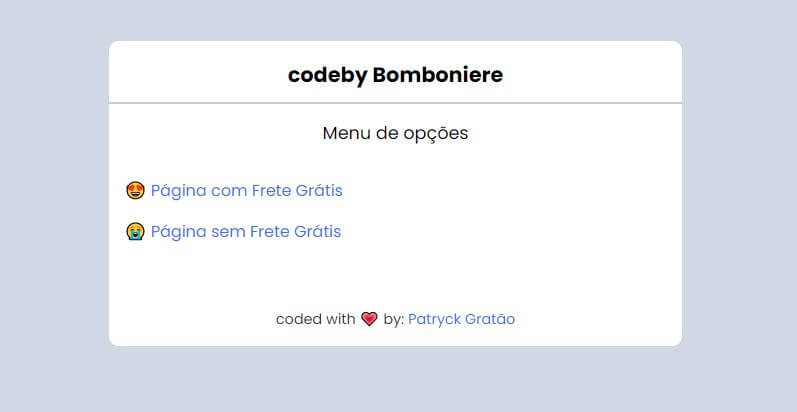 codeby Bomboniere
Menu de opções
😍 Página com Frete Grátis
😭 Página sem Frete Grátis
coded with 💗 by: Patryck Gratão